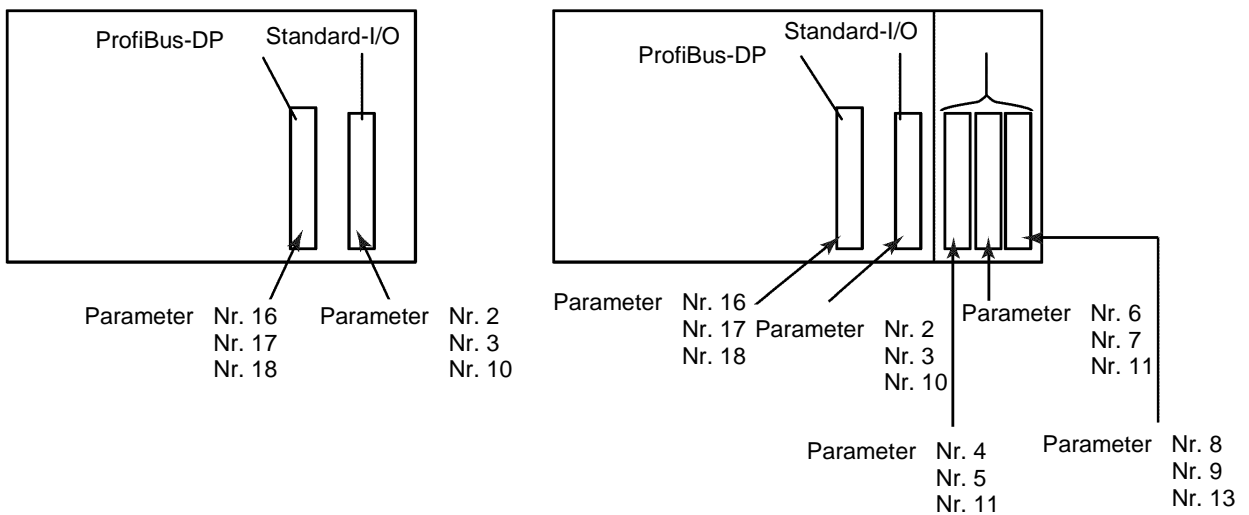 ProfiBus-DP
Standard-I/O
Parameter Nr. 16
Nr. 17
Nr. 18
Parameter Nr. 2
Nr. 3
Nr. 10
ProfiBus-DP
Standard-I/O
Parameter Nr. 16
Nr. 17
Nr. 18
Parameter Nr. 2
Nr. 3
Nr. 10
Parameter Nr. 6
Nr. 7
Nr. 11
Parameter Nr. 4
Nr. 5
Nr. 11
Parameter Nr. 8
Nr. 9
Nr. 13